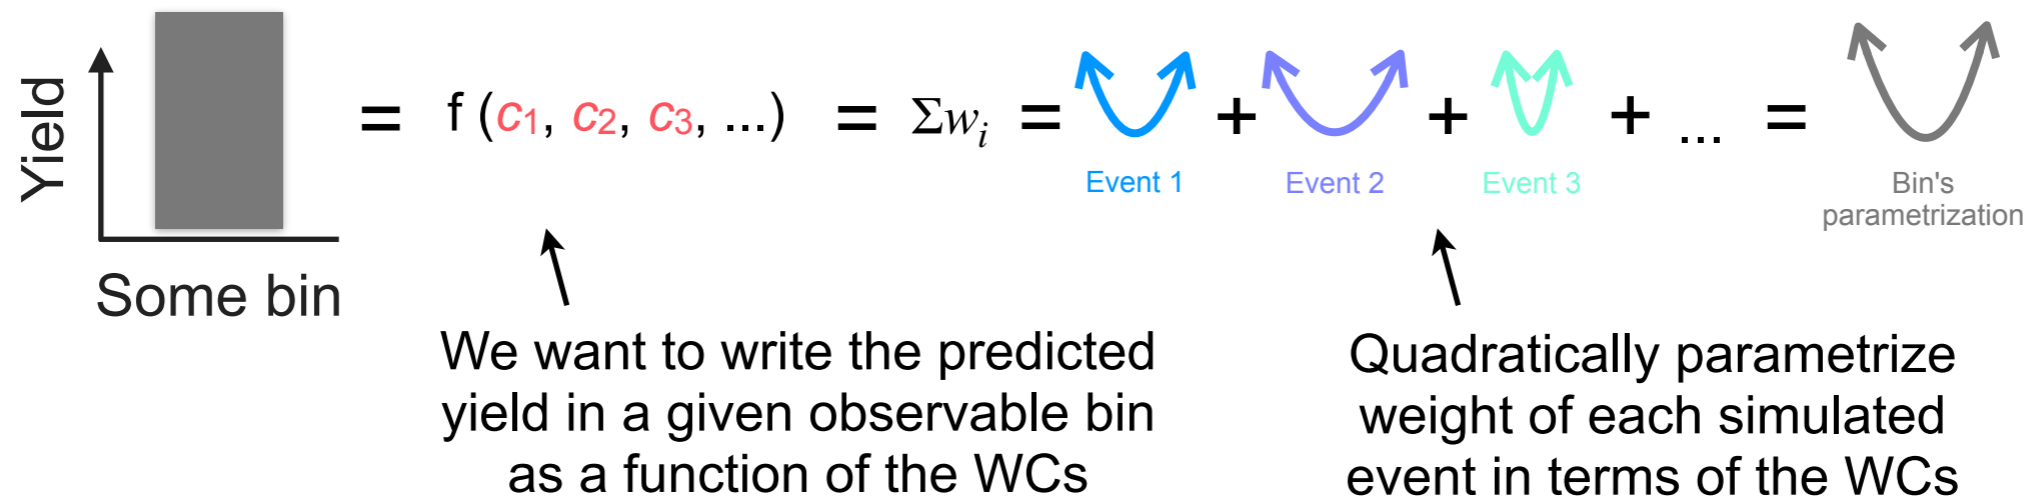 Yield
Some bin
= f (c1, c2, c3, ...) = Σwi = + + + ... =
Event 1
Event 2
Event 3
Bin's
parametrization
We want to write the predicted
yield in a given observable bin
as a function of the WCs
Quadratically parametrize
weight of each simulated
event in terms of the WCs